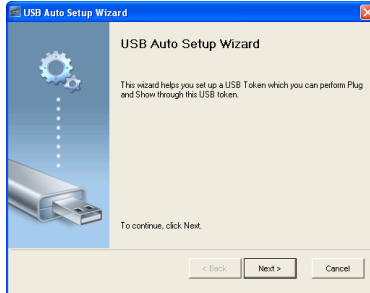 USB Auto Setup Wizard
USB Auto Setup Wizard
This wizard helps you set up a USB Token which you can perform Plug
and Show through this USB token.
To continue, click Next.
< Back Next > Cancel